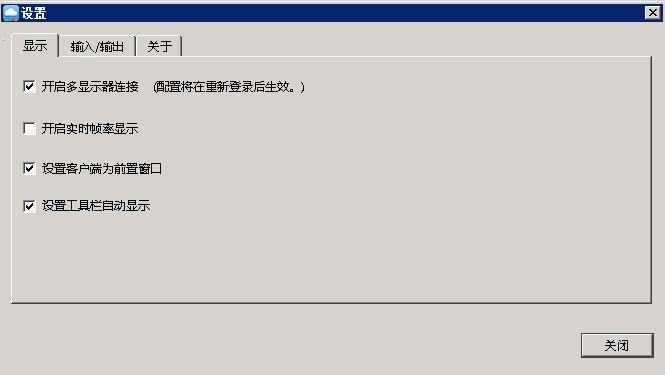 设置
显示 输入/输出 关于
开启多显示器连接 (配置将在重新登录后生效。)
开启实时帧率显示
设置客户端为前置窗口
设置工具栏自动显示
关闭